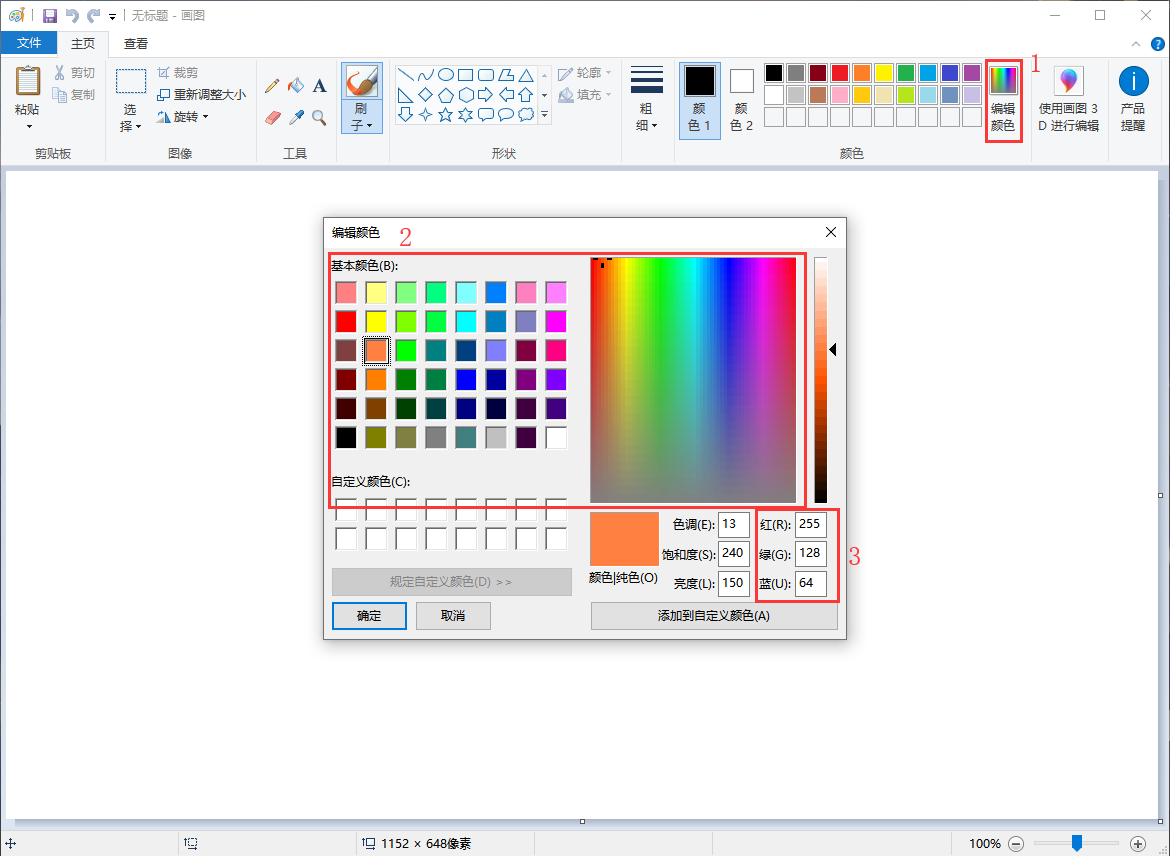 无标题 - 画图
文件 主页 查看
粘贴
剪切
复制
剪贴板
选择
裁剪
重新调整大小
旋转
图像
A
工具
刷子
形状
轮廓
填充
粗细
颜色 1
颜色 2
颜色
编辑颜色
1
使用画图 3D 进行编辑
产品提醒
编辑颜色
2
基本颜色(B):
自定义颜色(C):
规定自定义颜色(D) >>
确定 取消
颜色|纯色(O)
色调(E): 13
饱和度(S): 240
亮度(L): 150
红(R): 255
绿(G): 128
蓝(U): 64
3
添加到自定义颜色(A)
1152 × 648像素
100%